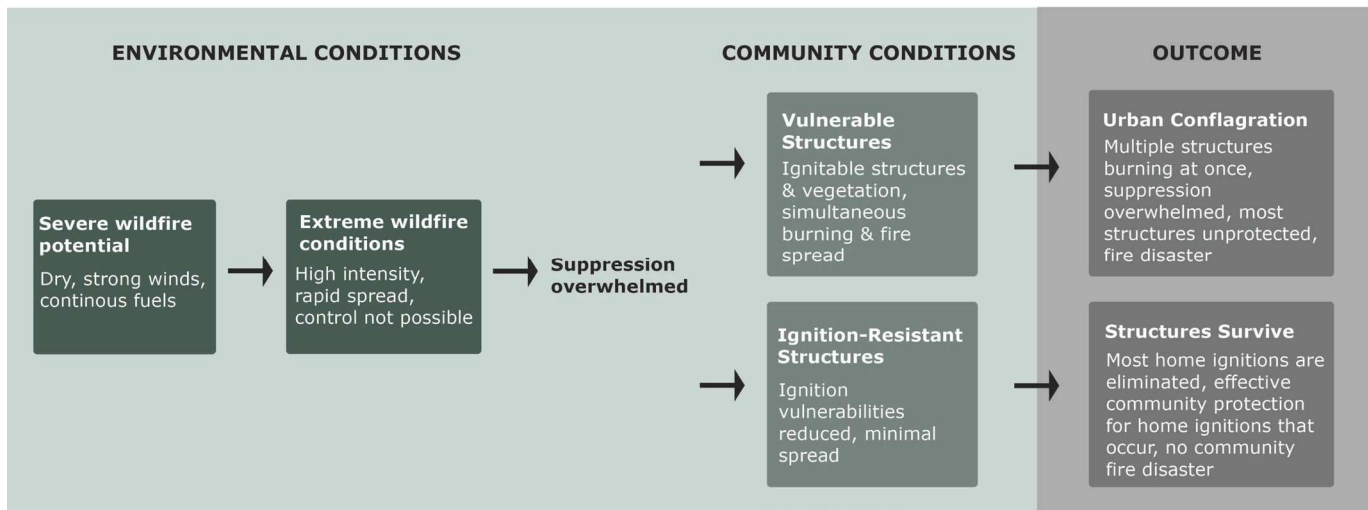 ENVIRONMENTAL CONDITIONS
COMMUNITY CONDITIONS
OUTCOME
Severe wildfire
potential
Dry, strong winds,
continous fuels
Extreme wildfire
conditions
High intensity,
rapid spread,
control not possible
Suppression
overwhelmed
Vulnerable
Structures
Ignitable structures
& vegetation,
simultaneous
burning & fire
spread
Urban Conflagration
Multiple structures
burning at once,
suppression
overwhelmed, most
structures unprotected,
fire disaster
Ignition-Resistant
Structures
Ignition
vulnerabilities
reduced, minimal
spread
Structures Survive
Most home ignitions are
eliminated, effective
community protection
for home ignitions that
occur, no community
fire disaster